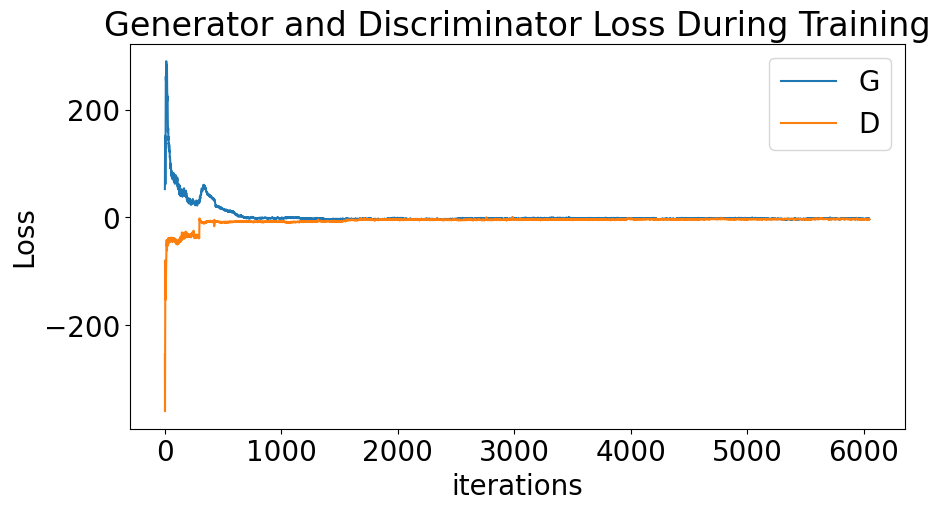 Generator and Discriminator Loss During Training
G
D
200
0
−200
Loss
0 1000 2000 3000 4000 5000 6000
iterations